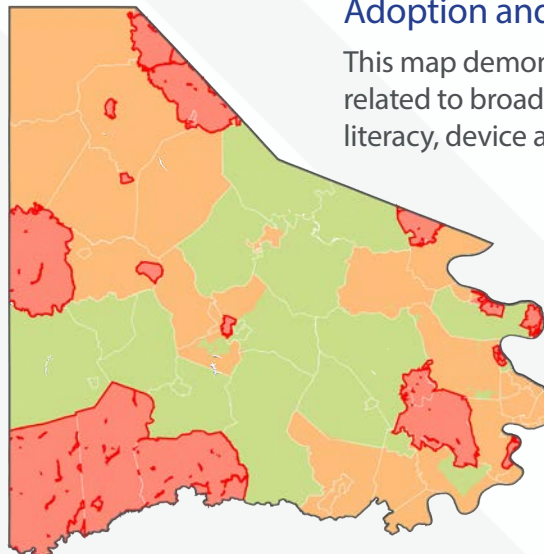 Adoption and
This map demon
related to broad
literacy, device a